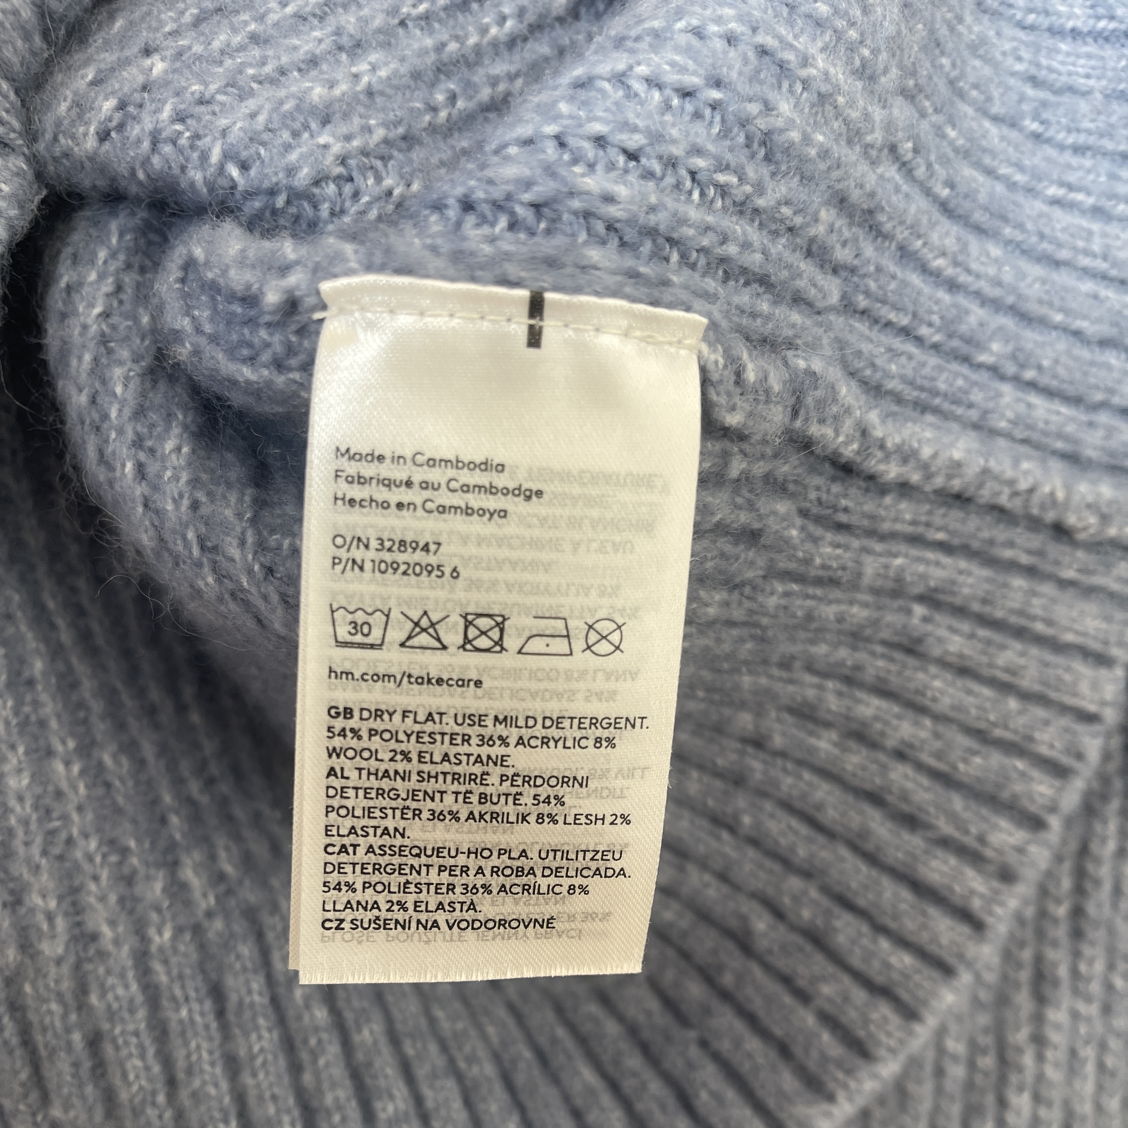 Made in Cambodia
Fabriqué au Cambodge
Hecho en Camboya
O/N 328947
P/N 1092095 6
30
hm.com/takecare
GB DRY FLAT. USE MILD DETERGENT.
54% POLYESTER 36% ACRYLIC 8%
WOOL 2% ELASTANE.
AL THANI SHTRIRË. PËRDORNI
DETERGJENT TË BUTË. 54%
POLIESTËR 36% AKRILIK 8% LESH 2%
ELASTAN.
CAT ASSEQUEU-HO PLA. UTILITZEU
DETERGENT PER A ROBA DELICADA.
54% POLIÈSTER 36% ACRÍLIC 8%
LLANA 2% ELASTÀ.
CZ SUŠENÍ NA VODOROVNÉ